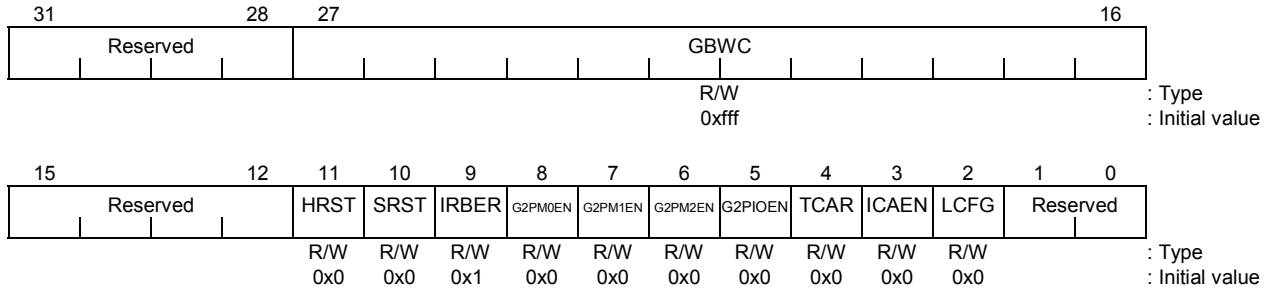 31 28 27 16
Reserved GBWC
R/W : Type
0xfff : Initial value
15 12 11 10 9 8 7 6 5 4 3 2 1 0
Reserved HRST SRST IRBER G2PM0EN G2PM1EN G2PM2EN G2PIOEN TCAR ICAEN LCFG Reserved
R/W R/W R/W R/W R/W R/W R/W R/W R/W R/W : Type
0x0 0x0 0x1 0x0 0x0 0x0 0x0 0x0 0x0 0x0 : Initial value